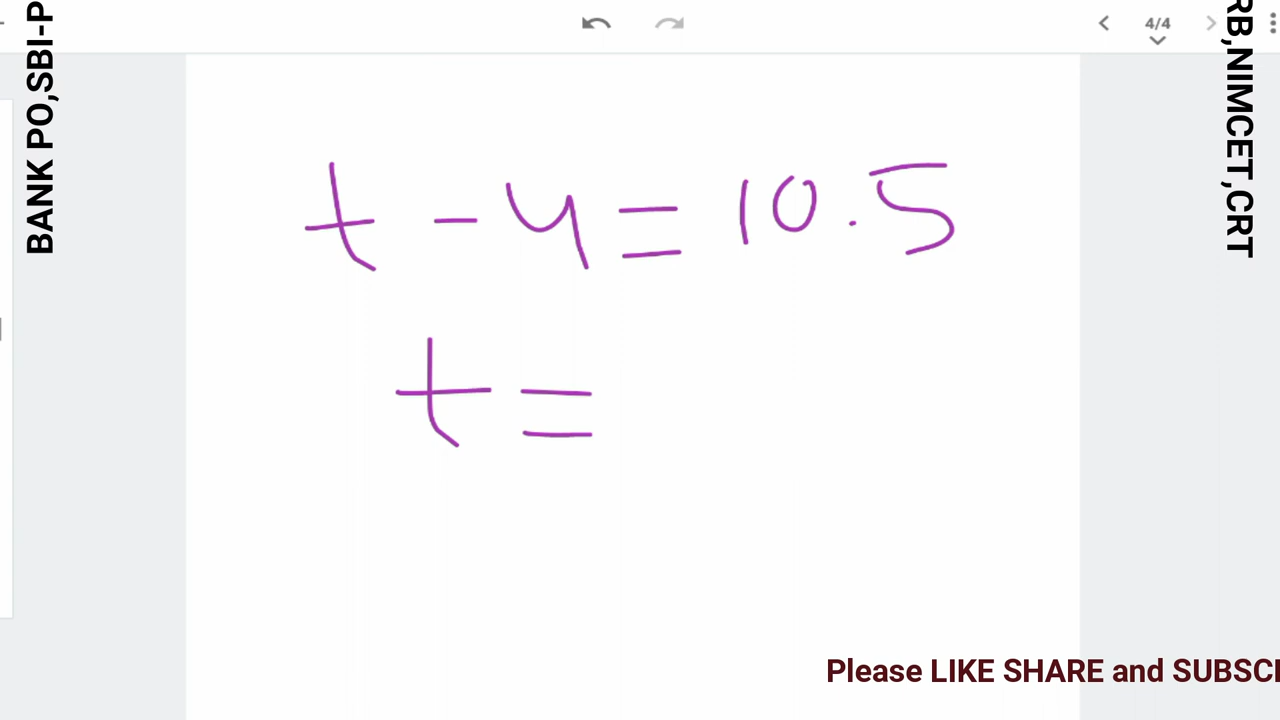 4/4
BANK PO,SBI-P
RB,NIMCET,CRT
t - 4 = 10.5
t =
Please LIKE SHARE and SUBSCI